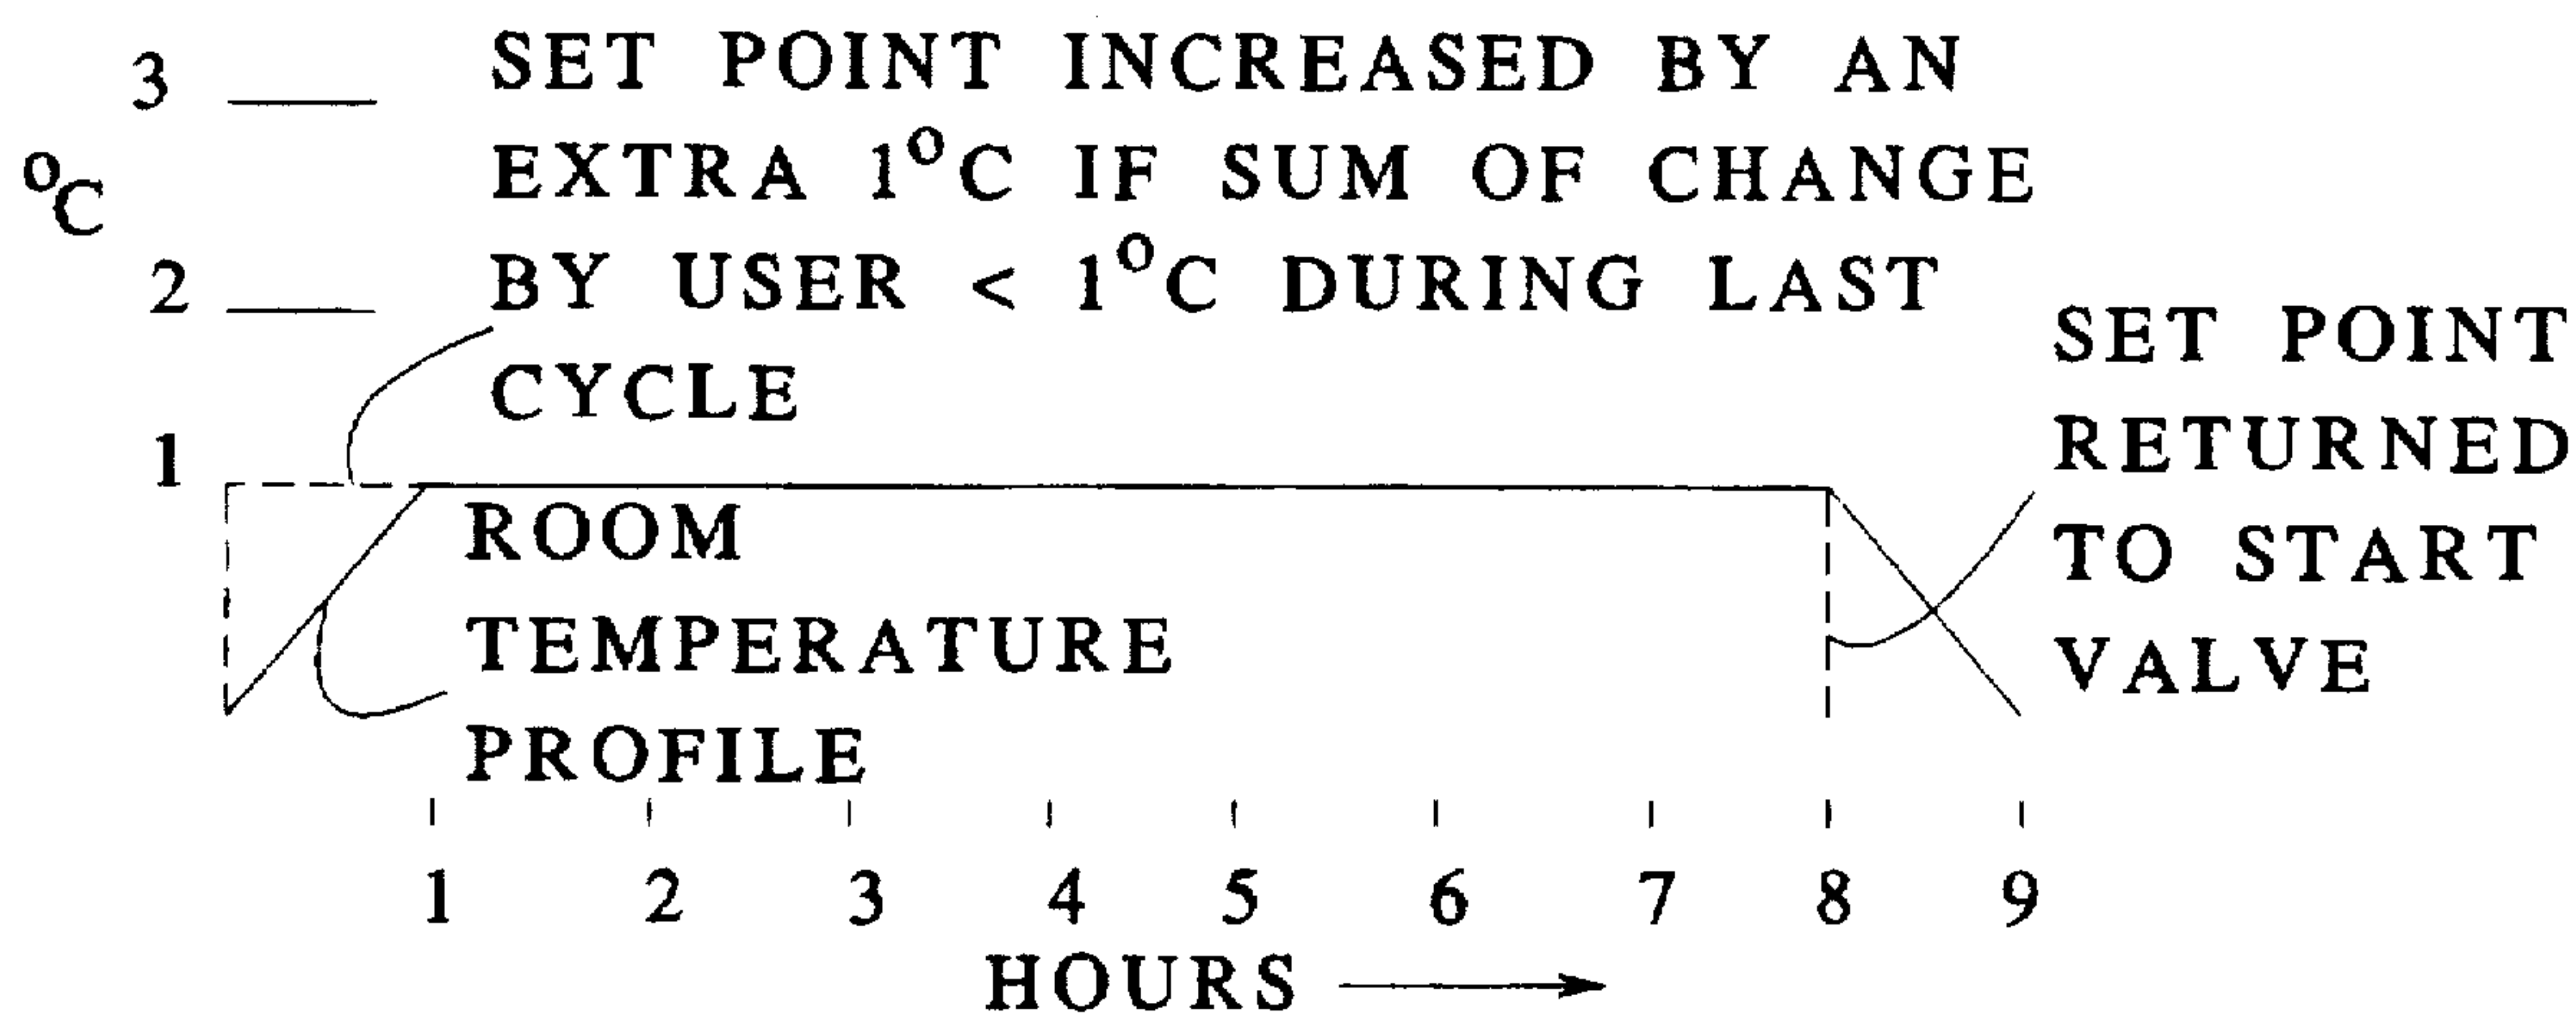 3
SET POINT INCREASED BY AN
°C
EXTRA 1°C IF SUM OF CHANGE
2
BY USER < 1°C DURING LAST
CYCLE
SET POINT
RETURNED
TO START
VALVE
1
ROOM
TEMPERATURE
PROFILE
1 2 3 4 5 6 7 8 9
HOURS